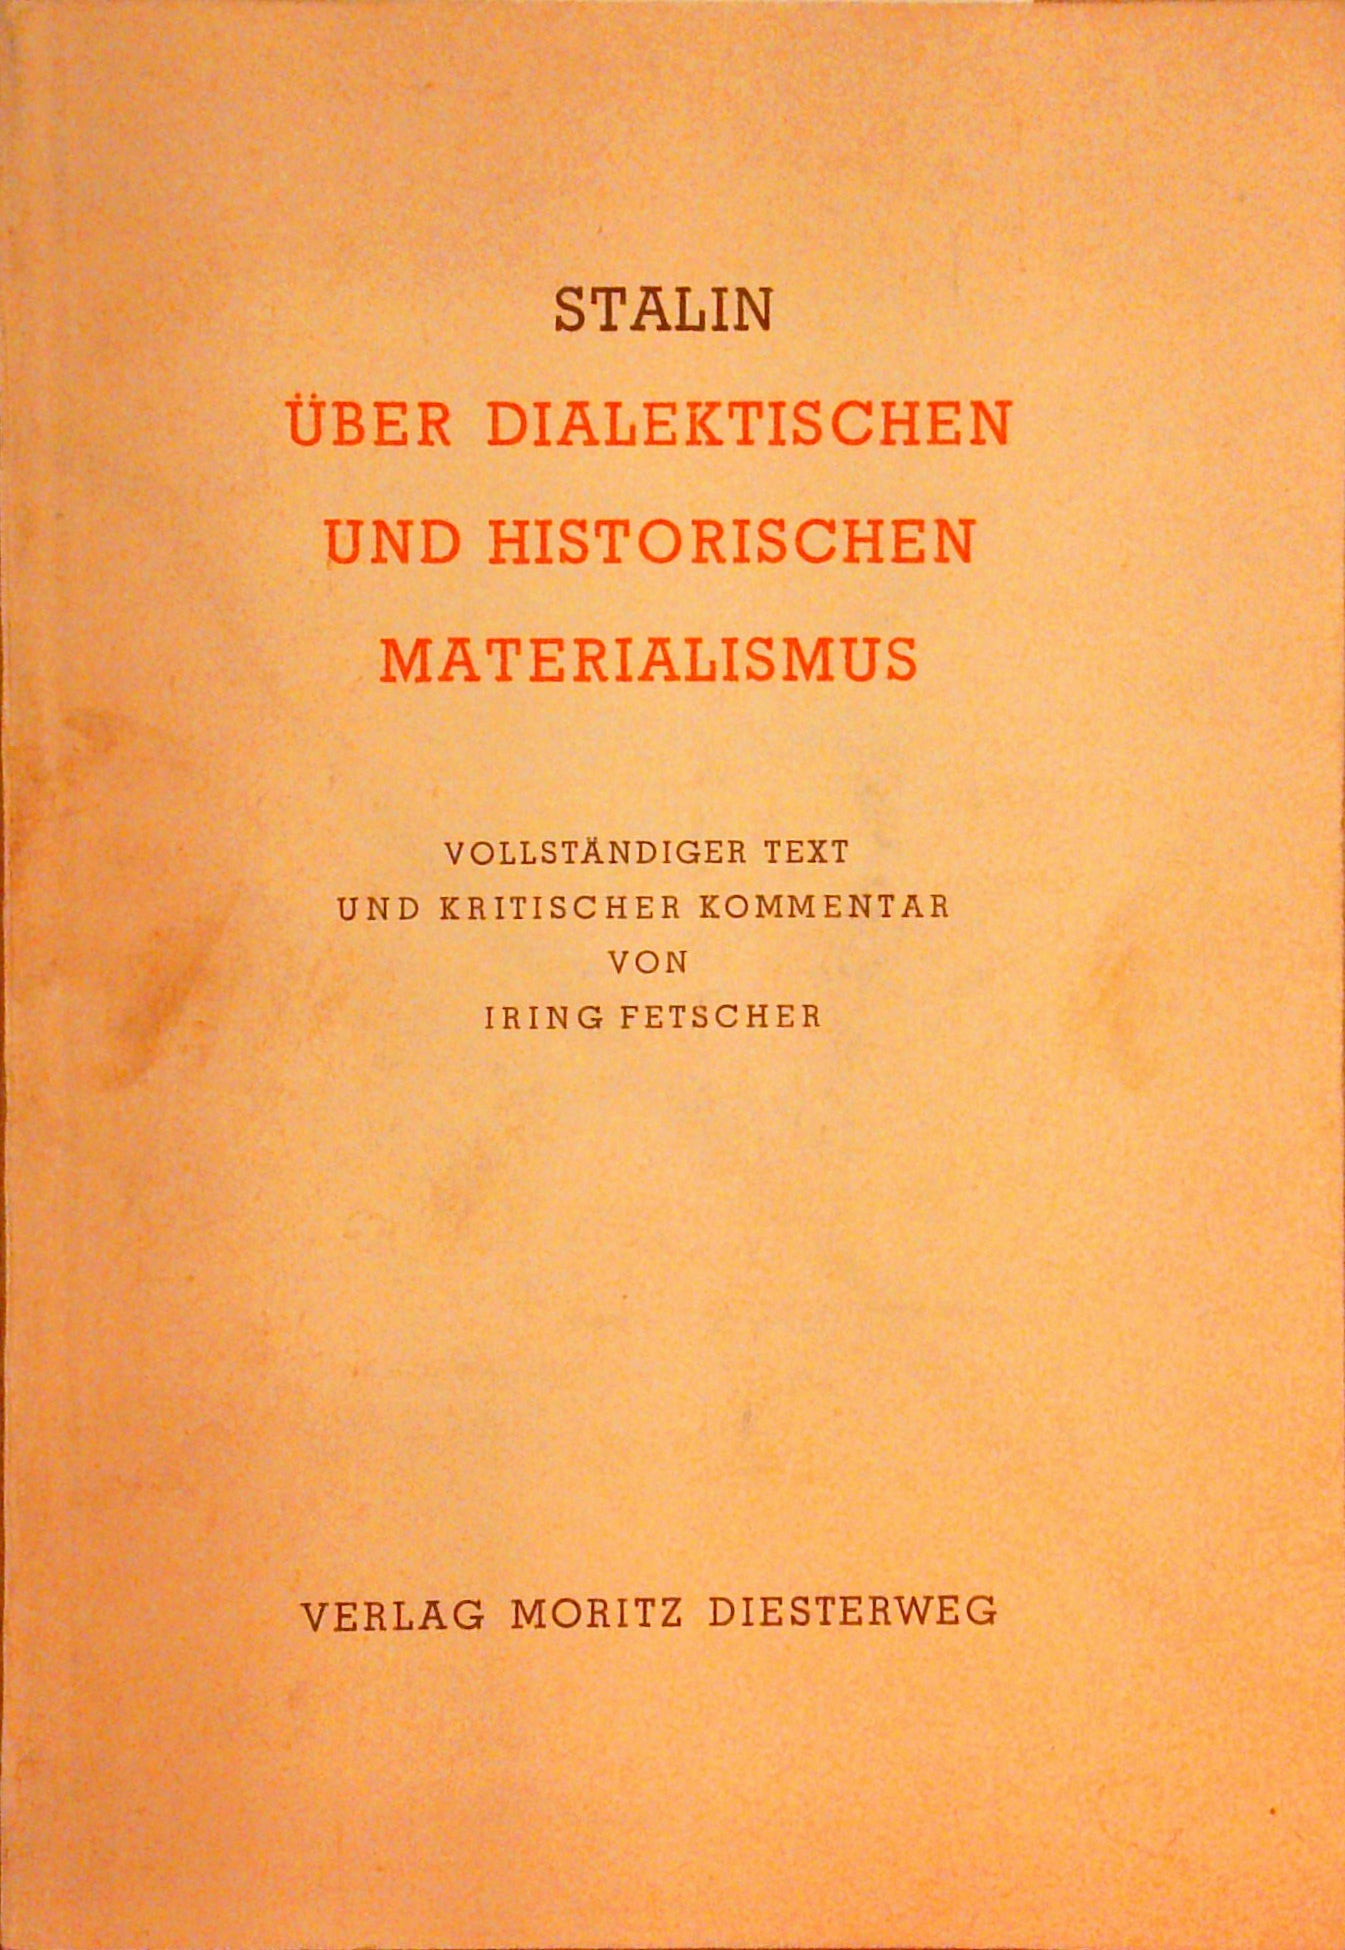 STALIN
ÜBER DIALEKTISCHEN
UND HISTORISCHEN
MATERIALISMUS
VOLLSTÄNDIGER TEXT
UND KRITISCHER KOMMENTAR
VON
IRING FETSCHER
VERLAG MORITZ DIESTERWEG